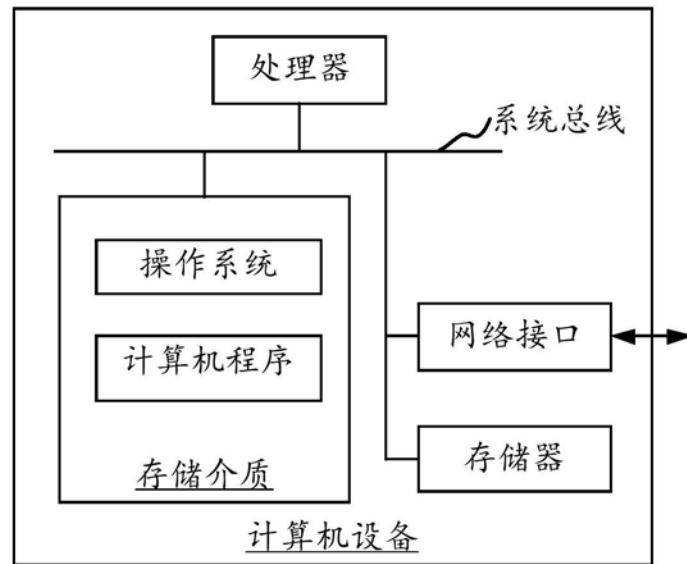 处理器
系统总线
操作系统
计算机程序
网络接口
存储器
存储介质
计算机设备